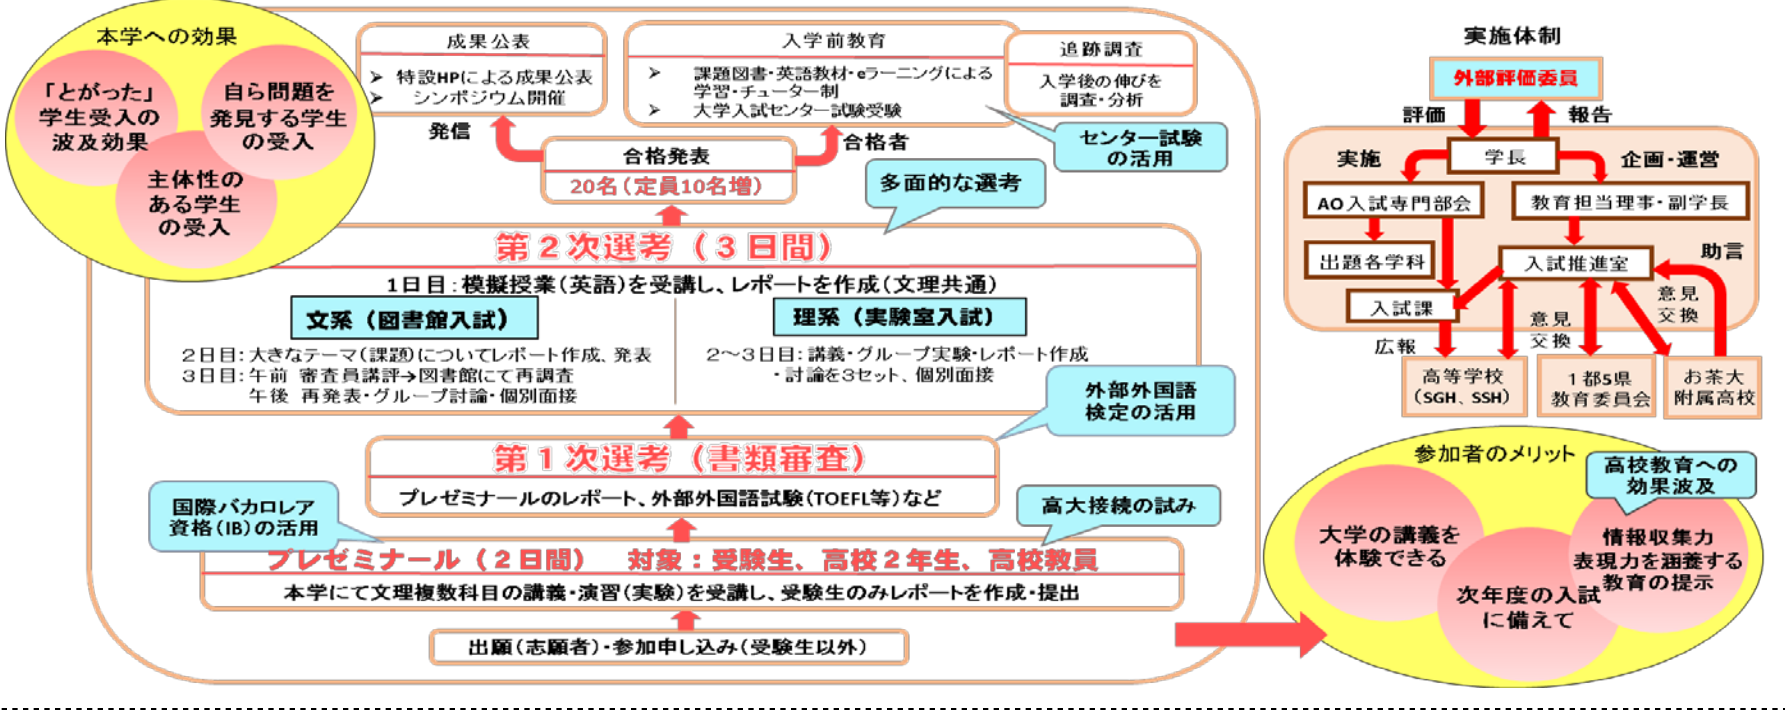 本学への効果
「とがった」
学生受入の
波及効果
自ら問題を
発見する学生
の受入
主体性の
ある学生
の受入
成果公表
➢ 特設HPによる成果公表
➢ シンポジウム開催
発信
入学前教育
➢ 課題図書・英語教材・eラーニングによる
学習・チューター制
➢ 大学入試センター試験受験
追跡調査
入学後の伸びを
調査・分析
センター試験
の活用
合格者
合格発表
20名(定員10名増)
多面的な選考
第2次選考(3日間)
1日目:模擬授業(英語)を受講し、レポートを作成(文理共通)
文系(図書館入試)
2日目:大きなテーマ(課題)についてレポート作成、発表
3日目:午前 審査員講評→図書館にて再調査
午後 再発表・グループ討論・個別面接
理系(実験室入試)
2～3日目:講義・グループ実験・レポート作成
・討論を3セット、個別面接
外部外国語
検定の活用
第1次選考(書類審査)
プレゼミナールのレポート、外部外国語試験(TOEFL等)など
国際バカロレア
資格(IB)の活用
高大接続の試み
プレゼミナール(2日間) 対象:受験生、高校2年生、高校教員
本学にて文理複数科目の講義・演習(実験)を受講し、受験生のみレポートを作成・提出
出願(志願者)・参加申し込み(受験生以外)
実施体制
外部評価委員
評価
報告
学長
実施
企画・運営
AO入試専門部会
教育担当理事・副学長
出題各学科
入試推進室
助言
入試課
意見
交換
意見
交換
広報
高等学校
(SGH、SSH)
1都5県
教育委員会
お茶大
附属高校
参加者のメリット
高校教育への
効果波及
大学の講義を
体験できる
次年度の入試
に備えて
情報収集力
表現力を涵養する
教育の提示